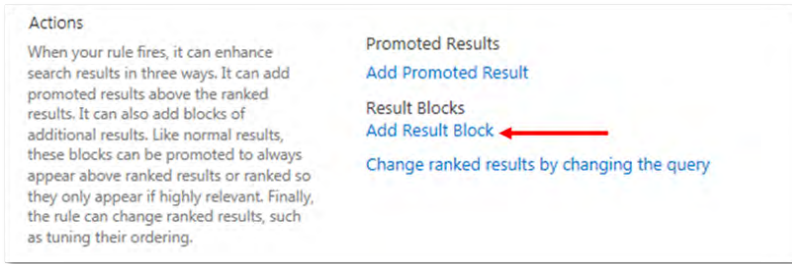 Actions
When your rule fires, it can enhance
search results in three ways. It can add
promoted results above the ranked
results. It can also add blocks of
additional results. Like normal results,
these blocks can be promoted to always
appear above ranked results or ranked so
they only appear if highly relevant. Finally,
the rule can change ranked results, such
as tuning their ordering.
Promoted Results
Add Promoted Result
Result Blocks
Add Result Block
Change ranked results by changing the query